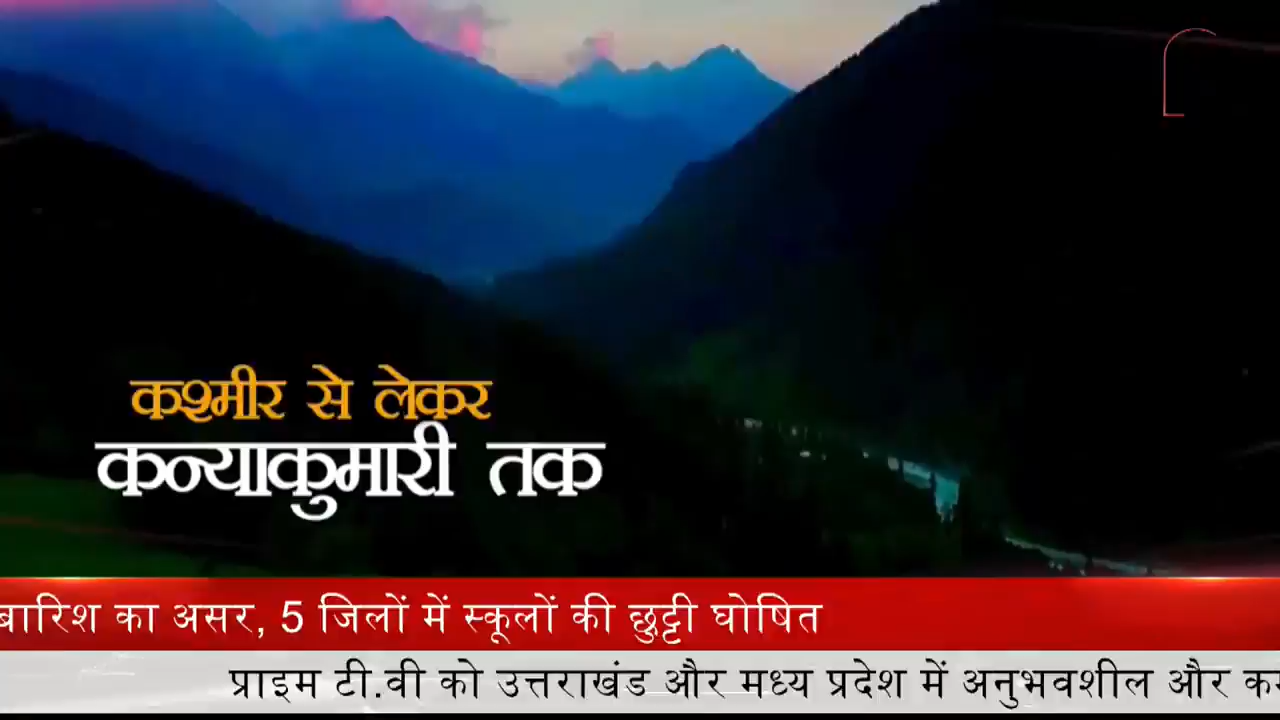 कश्मीर से लेकर
कन्याकुमारी तक
बारिश का असर, 5 जिलों में स्कूलों की छुट्टी घोषित
प्राइम टी.वी को उत्तराखंड और मध्य प्रदेश में अनुभवशील और